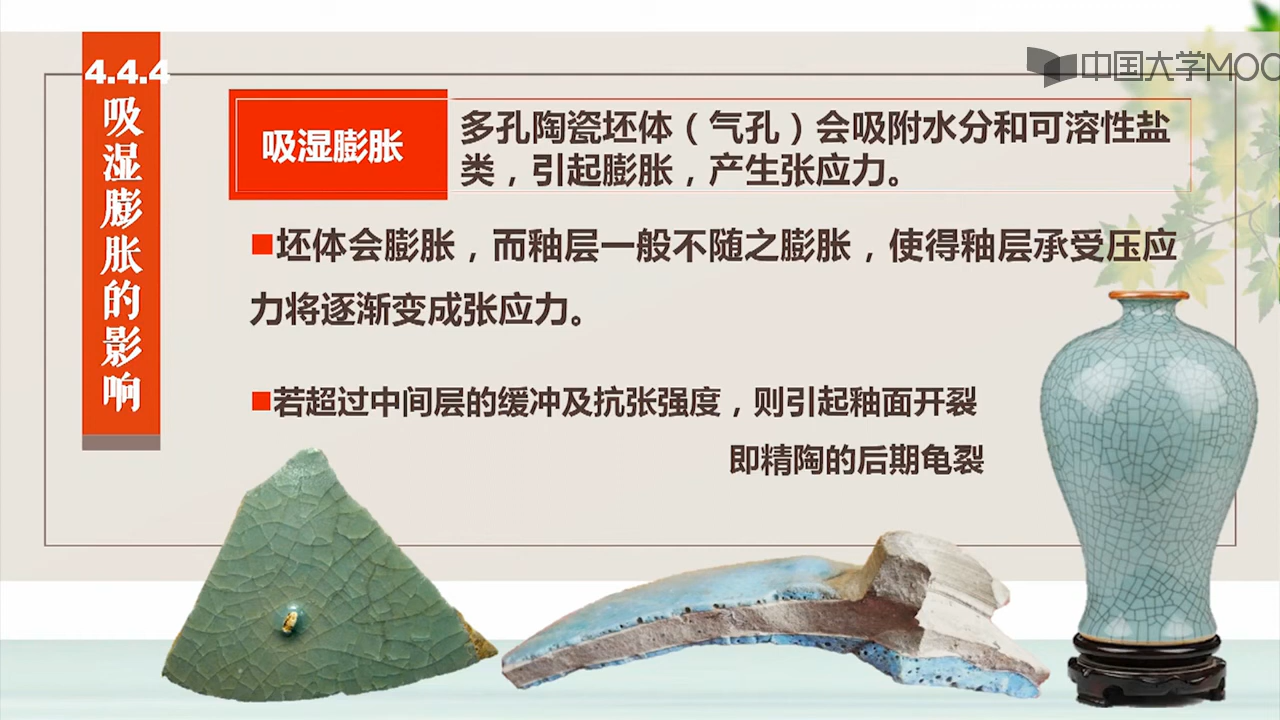 4.4.4
吸湿膨胀的影响
中国大学MOO
吸湿膨胀
多孔陶瓷坯体（气孔）会吸附水分和可溶性盐
类，引起膨胀，产生张应力。
坯体会膨胀，而釉层一般不随之膨胀，使得釉层承受压应
力将逐渐变成张应力。
若超过中间层的缓冲及抗张强度，则引起釉面开裂
即精陶的后期龟裂